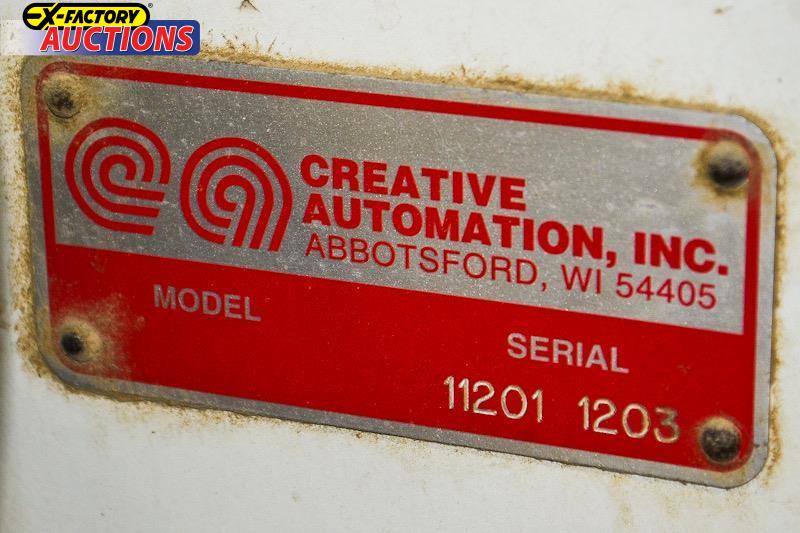 EX-FACTORY®
AUCTIONS
CREATIVE
AUTOMATION, INC.
ABBOTSFORD, WI 54405
MODEL
SERIAL
11201 1203